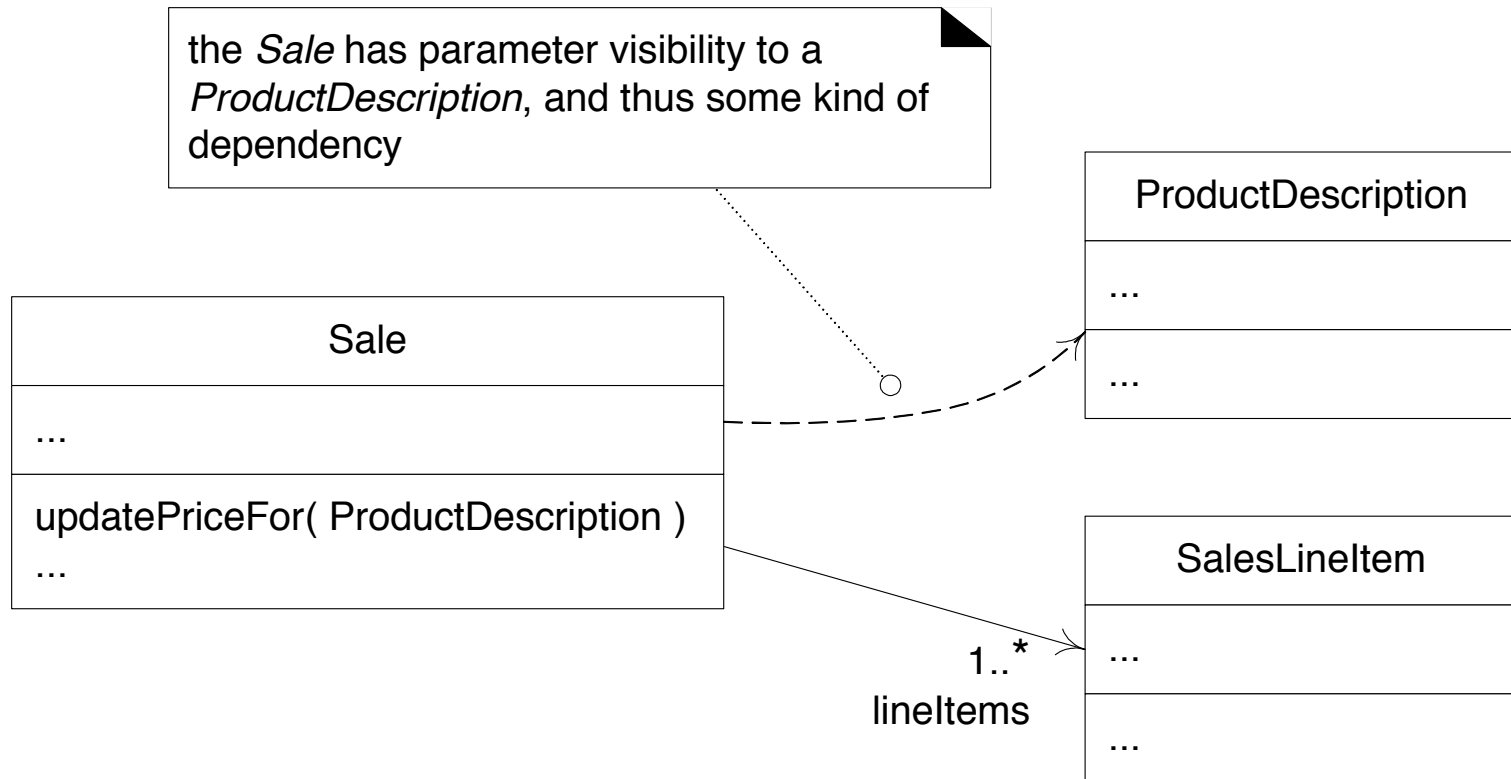 the Sale has parameter visibility to a
ProductDescription, and thus some kind of
dependency
ProductDescription
...
...
Sale
...
updatePriceFor( ProductDescription )
...
SalesLineItem
...
...
1..*
lineItems